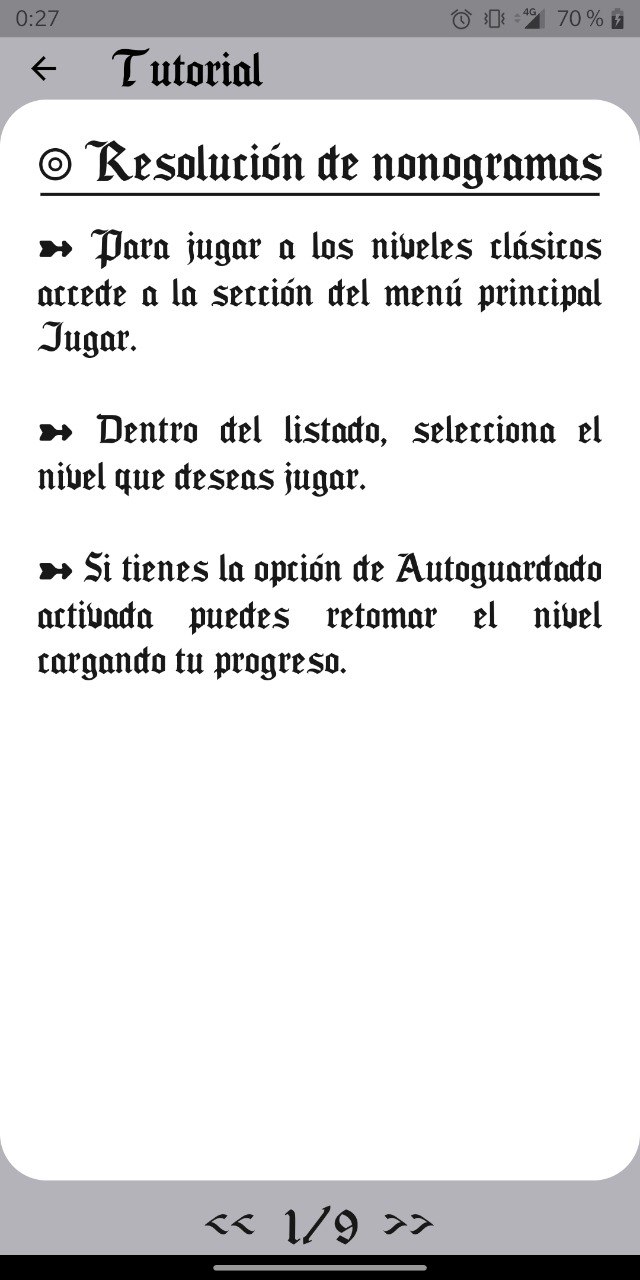 0:27 4G 70 %
Tutorial
Resolución de nonogramas
Para jugar a los niveles clásicos
accede a la sección del menú principal
Jugar.
Dentro del listado, selecciona el
nivel que deseas jugar.
Si tienes la opción de Autoguardado
activada puedes retomar el nivel
cargando tu progreso.
<< 1/9 >>